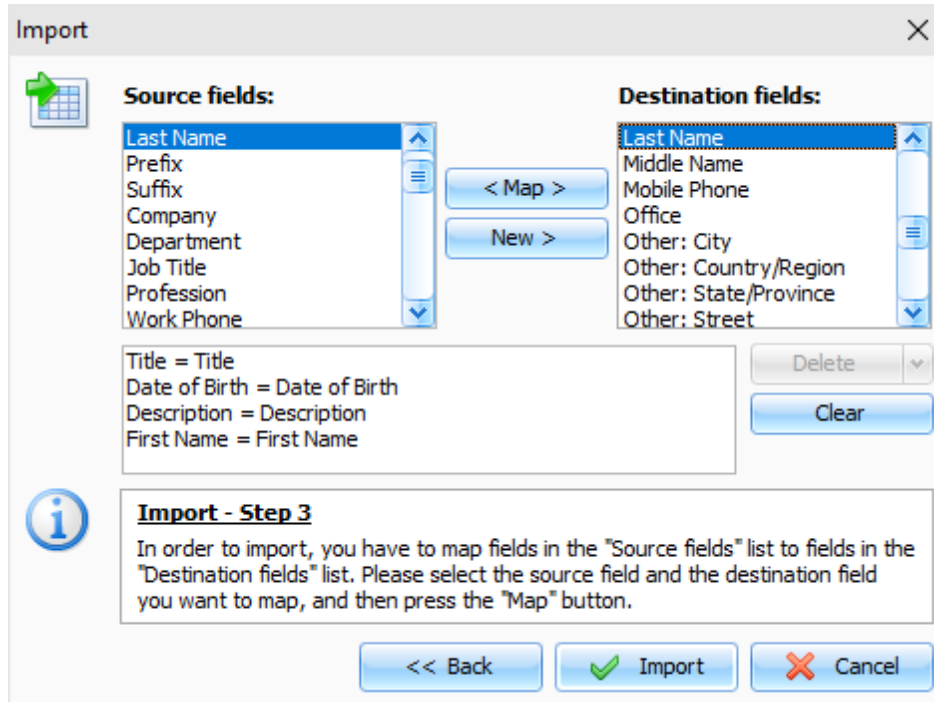 Import
Source fields:
Destination fields:
Last Name
Prefix
Suffix
Company
Department
Job Title
Profession
Work Phone
< Map >
New >
Last Name
Middle Name
Mobile Phone
Office
Other: City
Other: Country/Region
Other: State/Province
Other: Street
Title = Title
Date of Birth = Date of Birth
Description = Description
First Name = First Name
Delete
Clear
Import - Step 3
In order to import, you have to map fields in the "Source fields" list to fields in the
"Destination fields" list. Please select the source field and the destination field
you want to map, and then press the "Map" button.
<< Back
Import
Cancel